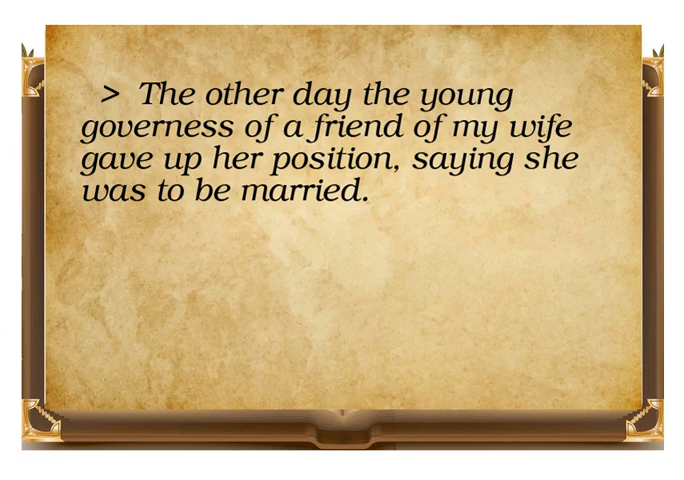 > The other day the young
governess of a friend of my wife
gave up her position, saying she
was to be married.